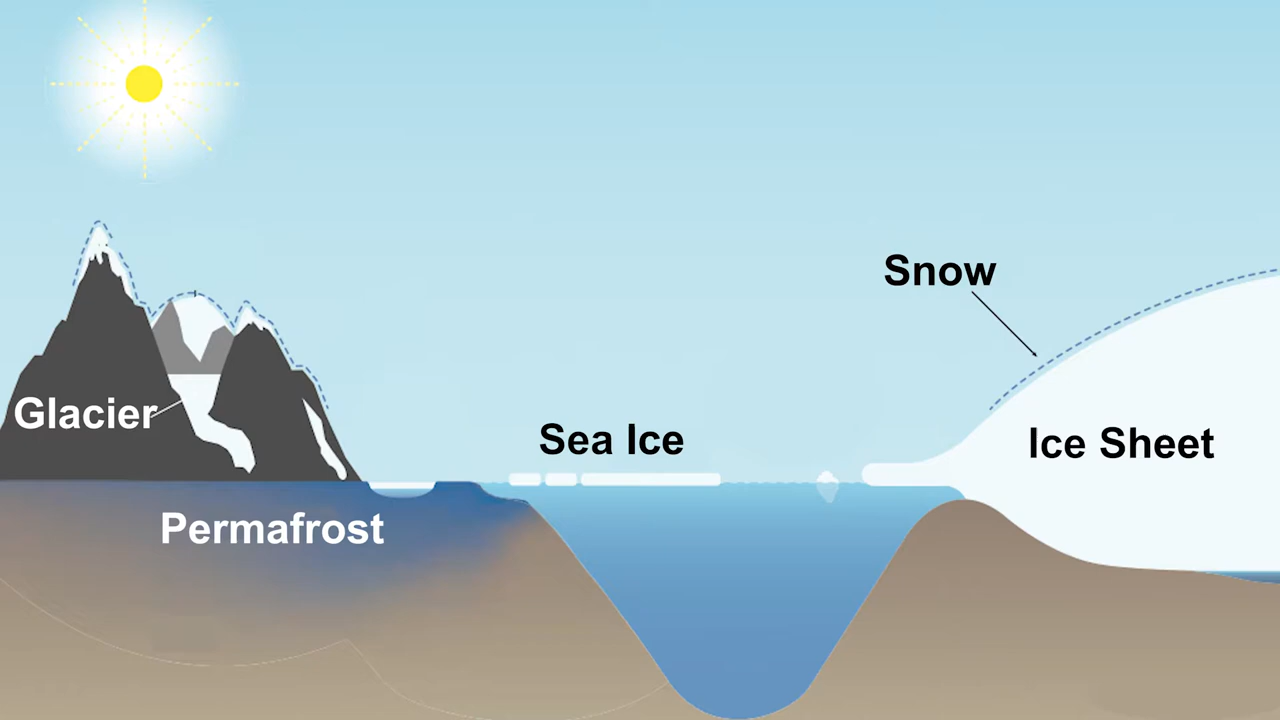 Snow
Glacier
Sea Ice
Ice Sheet
Permafrost